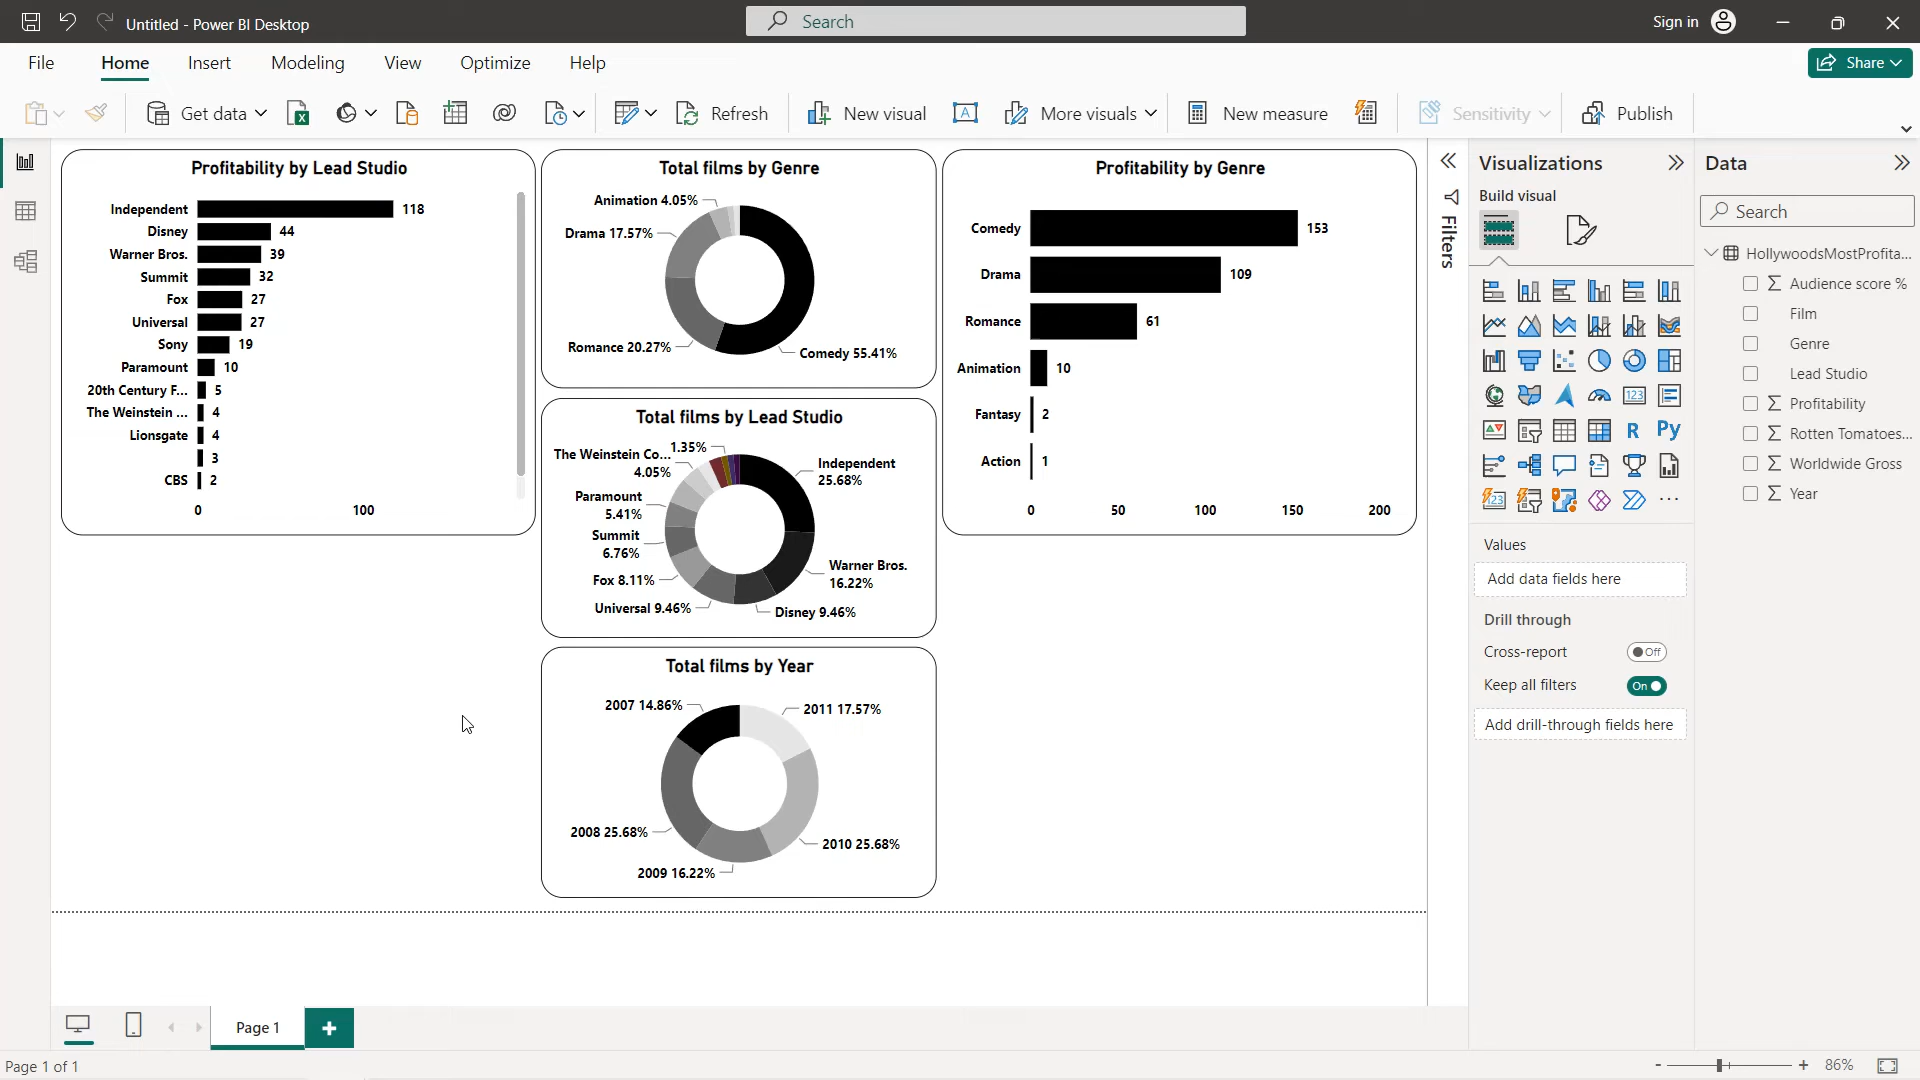 Untitled - Power BI Desktop
Search
Sign in
File
Home
Insert
Modeling
View
Optimize
Help
Share
Get data
Refresh
New visual
More visuals
New measure
Sensitivity
Publish
Profitability by Lead Studio
Independent
118
Disney
44
Warner Bros.
39
Summit
32
Fox
27
Universal
27
Sony
19
Paramount
10
20th Century F...
5
The Weinstein ...
4
Lionsgate
4
3
CBS
2
0
100
Total films by Genre
Animation 4.05%
Drama 17.57%
Romance 20.27%
Comedy 55.41%
Total films by Lead Studio
1.35%
The Weinstein Co...
4.05%
Independent
25.68%
Paramount
5.41%
Summit
6.76%
Fox 8.11%
Warner Bros.
16.22%
Universal 9.46%
Disney 9.46%
Total films by Year
2007 14.86%
2011 17.57%
2008 25.68%
2010 25.68%
2009 16.22%
Profitability by Genre
Comedy
153
Drama
109
Romance
61
Animation
10
Fantasy
2
Action
1
0
50
100
150
200
Filters
Visualizations
Build visual
R
Py
123
123
...
Values
Add data fields here
Drill through
Cross-report
Off
Keep all filters
On
Add drill-through fields here
Data
Search
HollywoodsMostProfita...
Σ Audience score %
Film
Genre
Lead Studio
Σ Profitability
Σ Rotten Tomatoes...
Σ Worldwide Gross
Σ Year
Page 1
+
Page 1 of 1
- + 86%